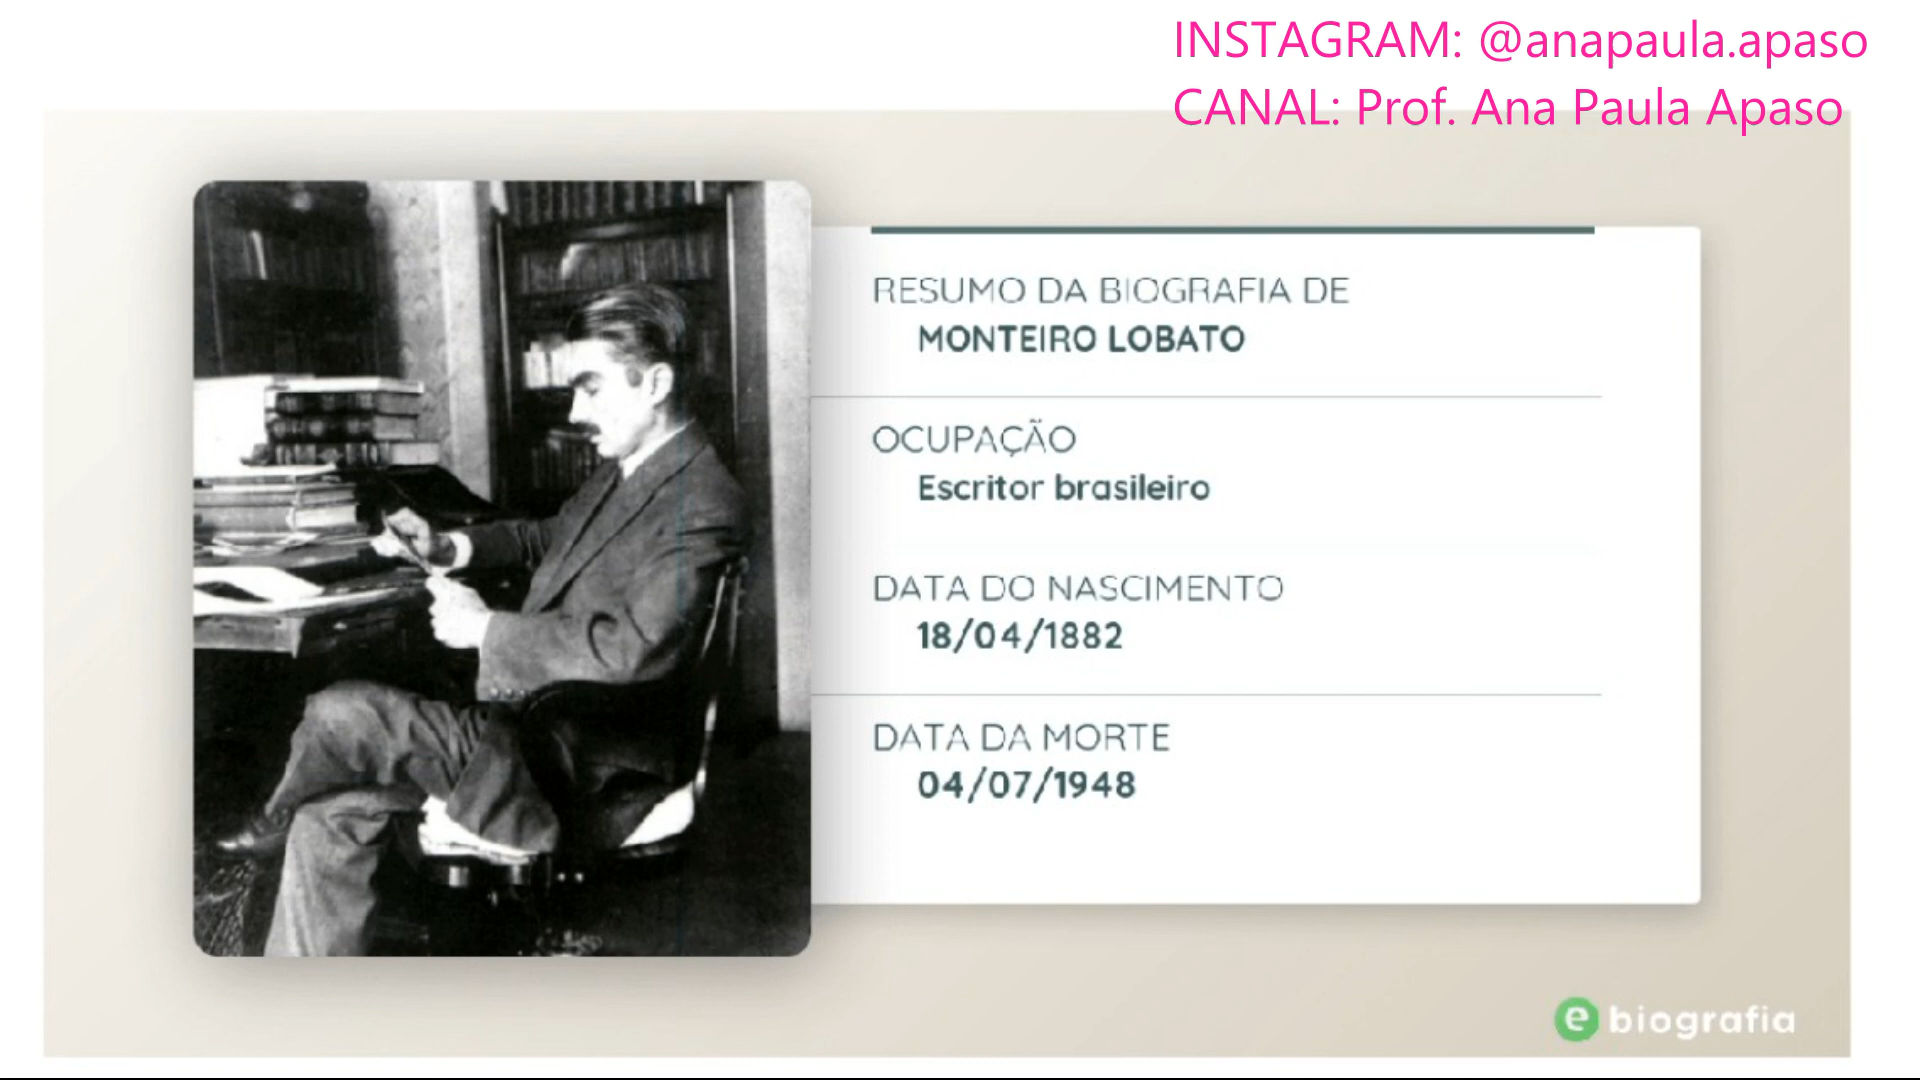 INSTAGRAM: @anapaula.apaso
CANAL: Prof. Ana Paula Apaso
RESUMO DA BIOGRAFIA DE
MONTEIRO LOBATO
OCUPAÇÃO
Escritor brasileiro
DATA DO NASCIMENTO
18/04/1882
DATA DA MORTE
04/07/1948
e biografia